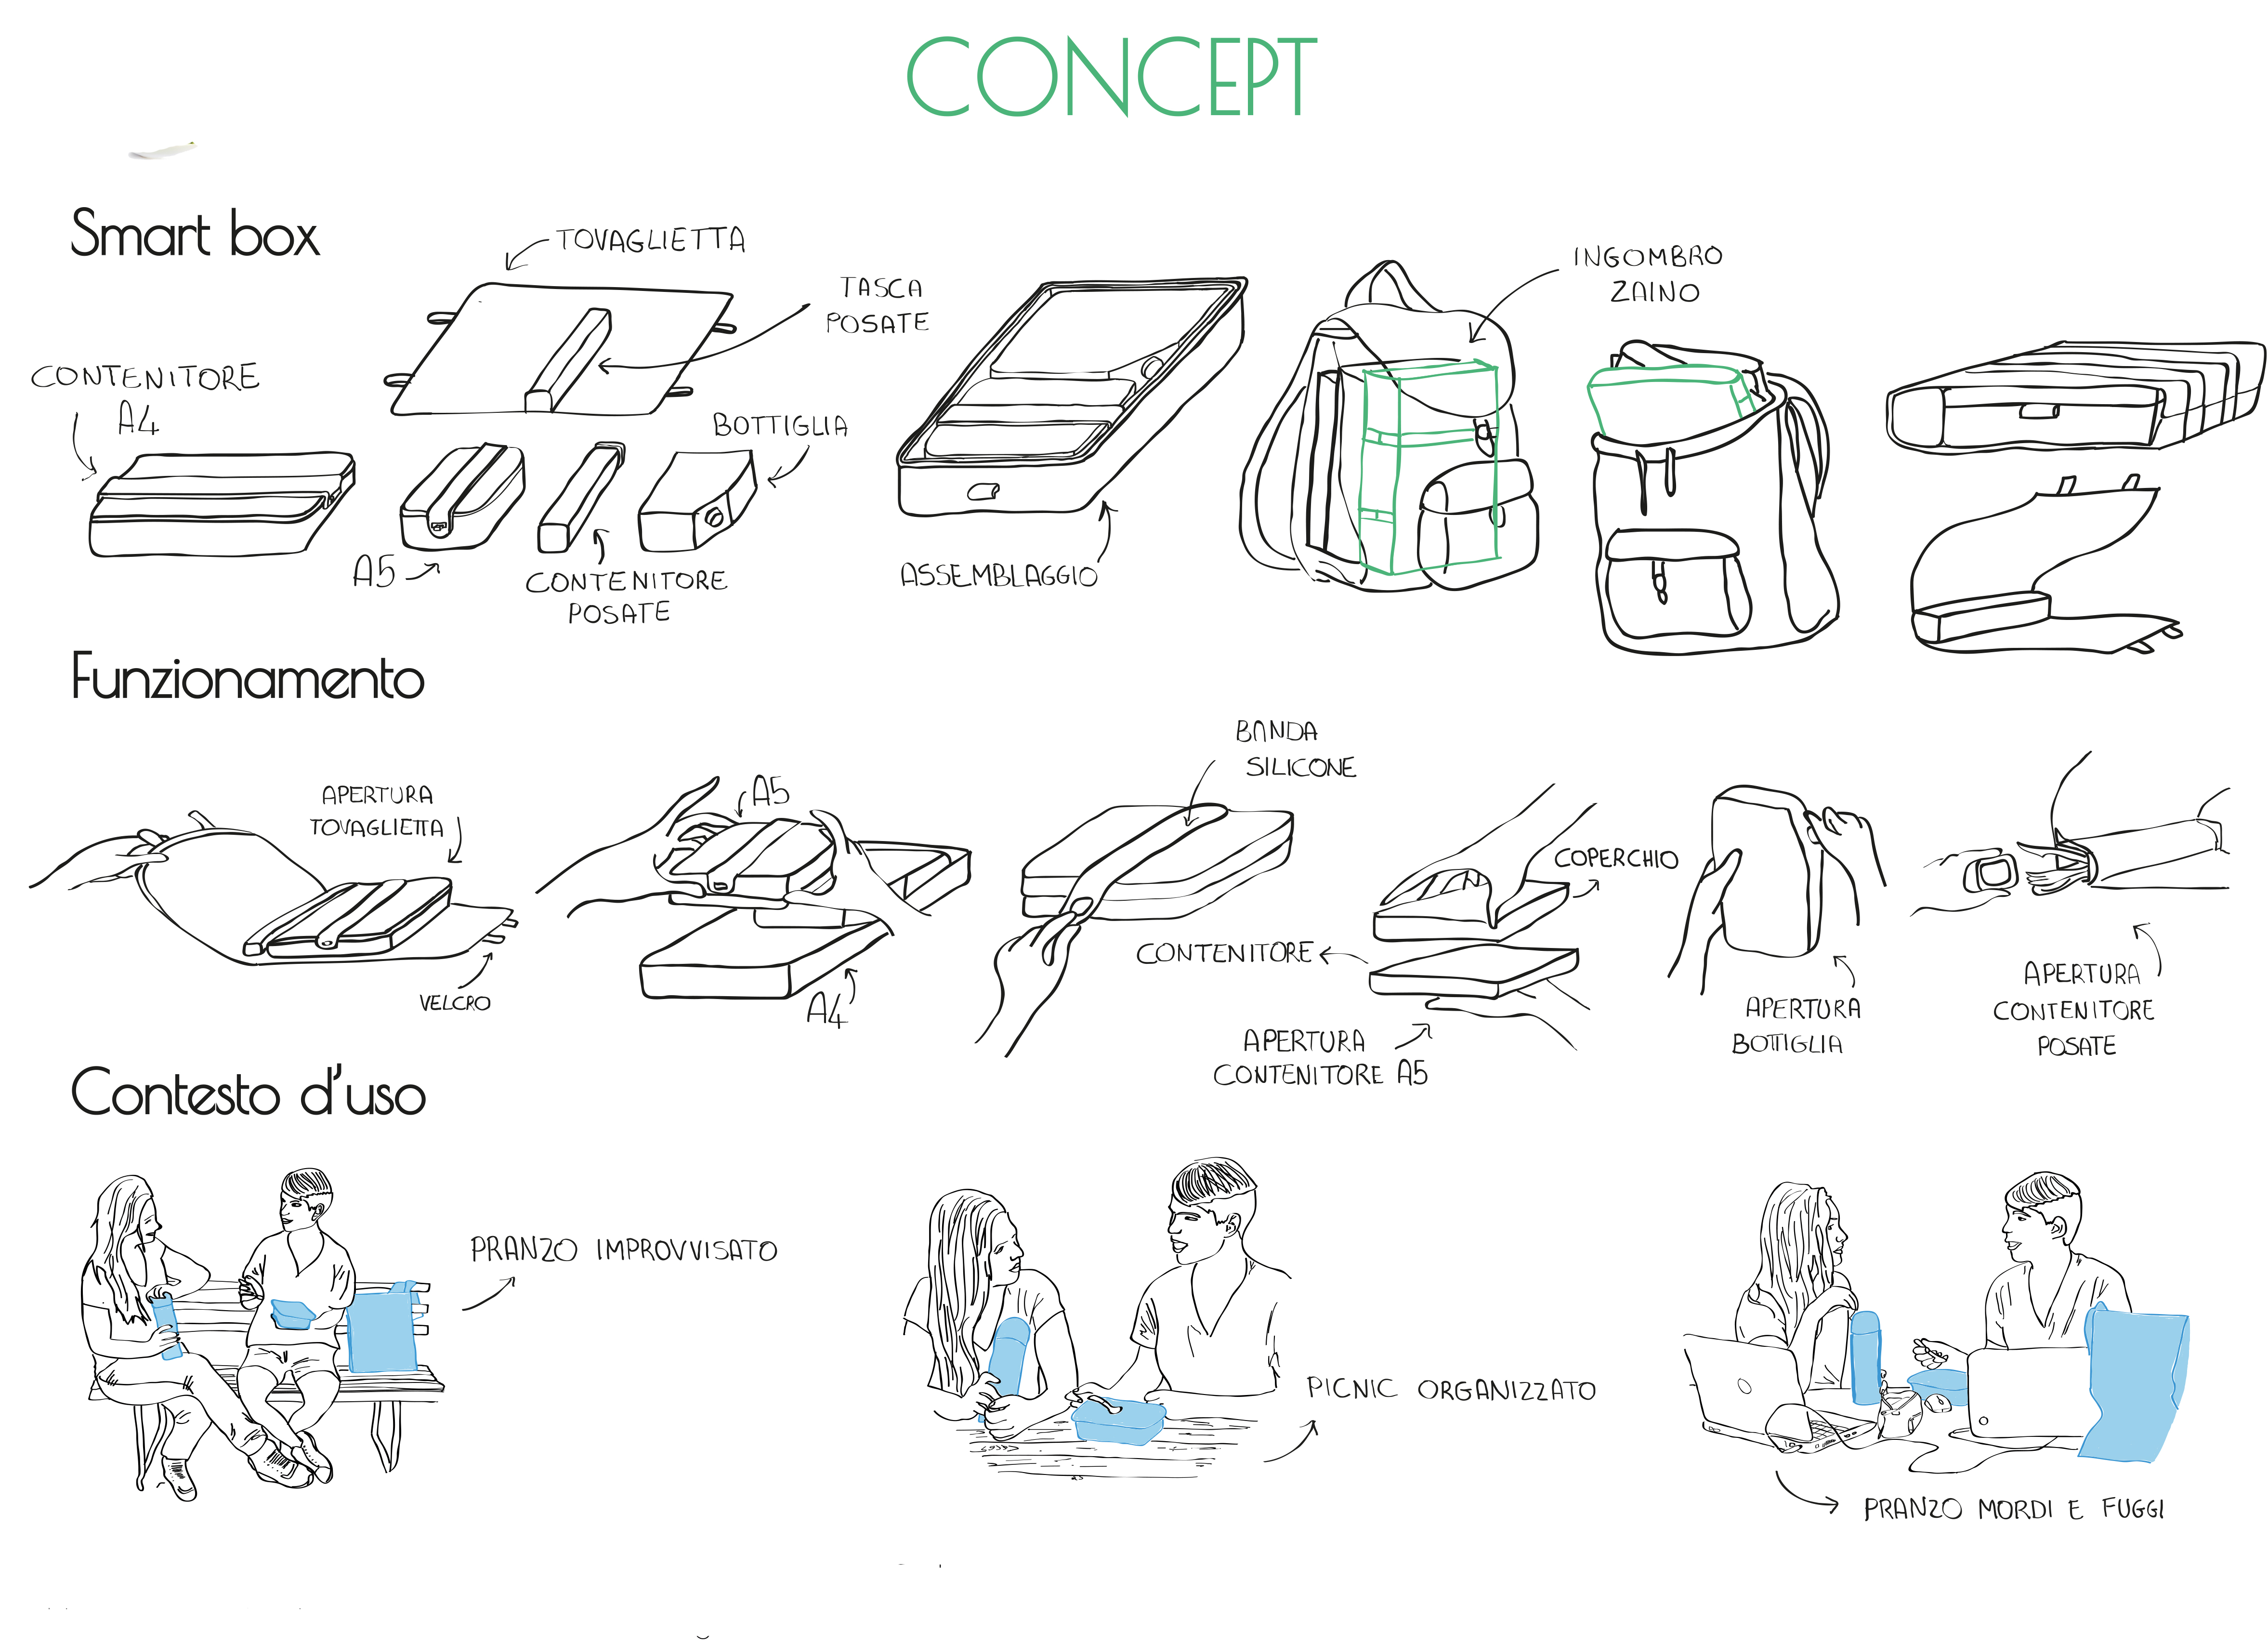 CONCEPT
Smart box
TOVAGLIETTA
TASCA
POSATE
INGOMBRO
ZAINO
CONTENITORE
A4
BOTTIGLIA
A5
CONTENITORE
POSATE
ASSEMBLAGGIO
Funzionamento
APERTURA
TOVAGLIETTA
VELCRO
A5
A4
BANDA
SILICONE
COPERCHIO
CONTENITORE
APERTURA
CONTENITORE A5
APERTURA
BOTTIGLIA
APERTURA
CONTENITORE
POSATE
Contesto d'uso
PRANZO IMPROVVISATO
PICNIC ORGANIZZATO
PRANZO MORDI E FUGGI